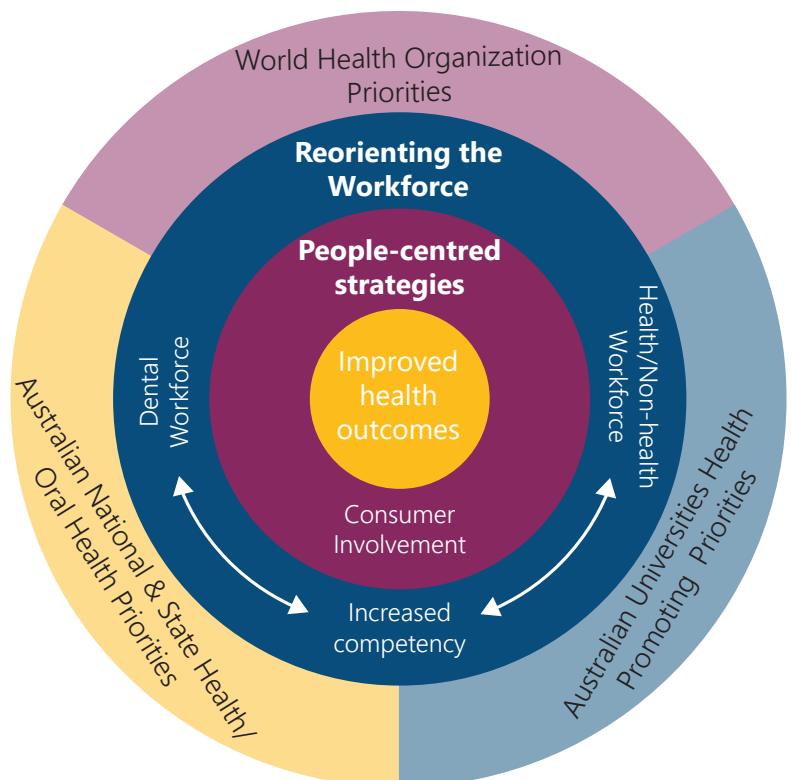 World Health Organization
Priorities
Reorienting the
Workforce
People-centred
strategies
Improved
health
outcomes
Consumer
Involvement
Increased
competency
Dental
Workforce
Health/Non-health
Workforce
Australian National & State Health/
Oral Health Priorities
Australian Universities Health
Promoting Priorities